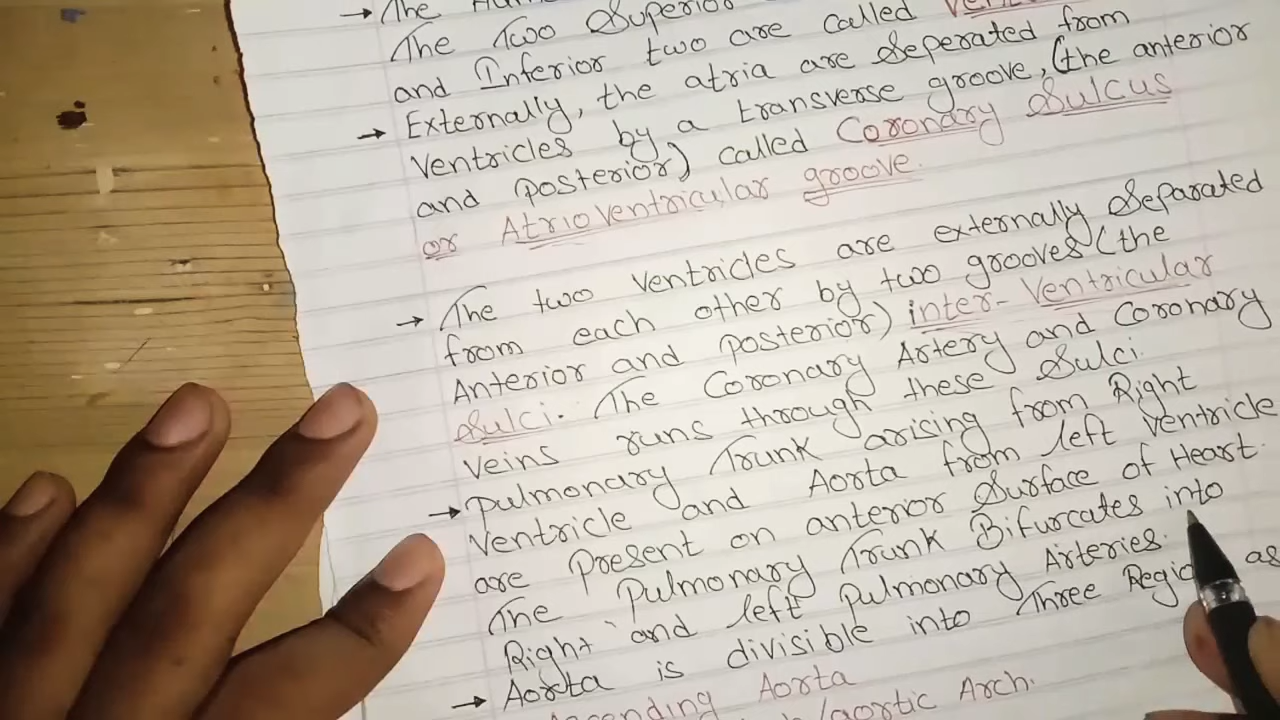 → The
The Two Superior
and Inferior two are called
→ Externally, the atria are seperated from
ventricles by a transverse groove, (the anterior
and posterior) called Coronary Sulcus
or Atrioventricular groove.
→ The two ventricles are externally separated
from each other by two grooves (the
Anterior and posterior) inter-ventricular
Sulci. The Coronary Artery and Coronary
veins runs through these Sulci.
→ Pulmonary Trunk arising from Right
ventricle and Aorta from left ventricle
are Present on anterior Surface of Heart.
The Pulmonary Trunk Bifurcates into
Right and left Pulmonary Arteries.
→ Aorta is divisible into Three as
Ascending Aorta
/aortic Arch.